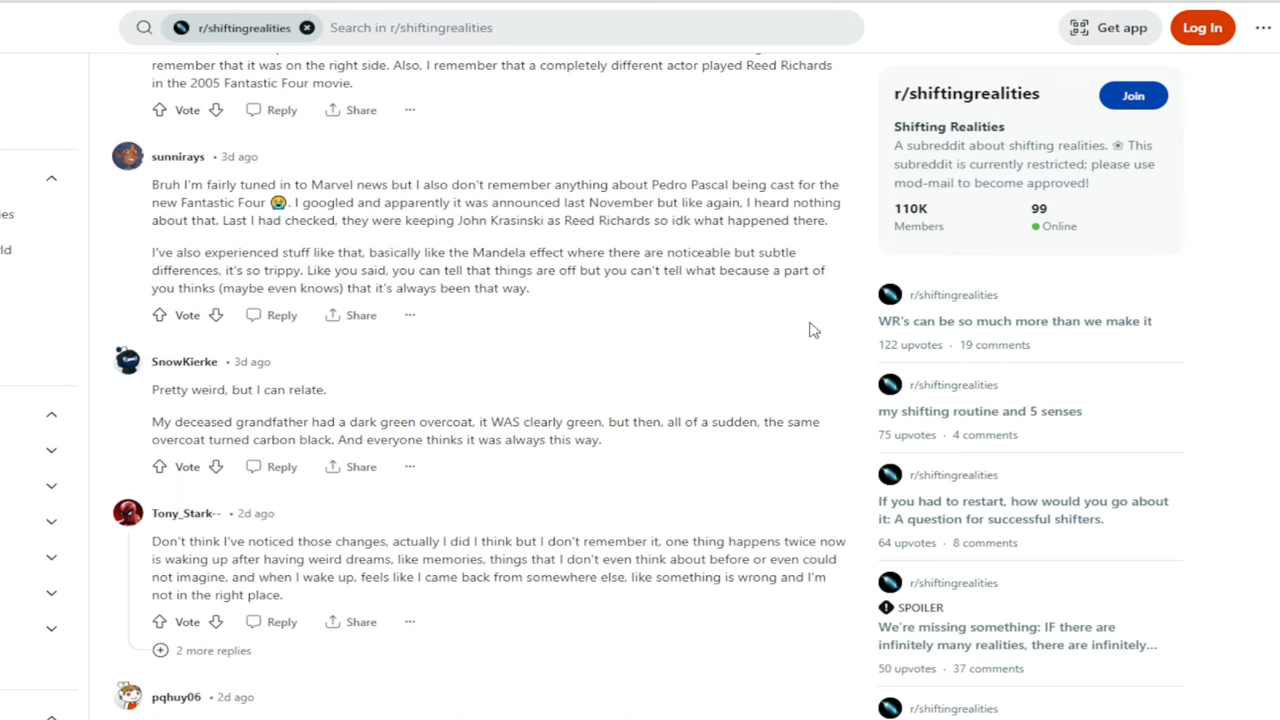 r/shiftingrealities
Search in r/shiftingrealities
Get app
Log In
ies
ld
remember that it was on the right side. Also, I remember that a completely different actor played Reed Richards
in the 2005 Fantastic Four movie.
Vote Reply Share
sunnirays • 3d ago
Bruh I'm fairly tuned in to Marvel news but I also don't remember anything about Pedro Pascal being cast for the
new Fantastic Four 😭. I googled and apparently it was announced last November but like again, I heard nothing
about that. Last I had checked, they were keeping John Krasinski as Reed Richards so idk what happened there.
I've also experienced stuff like that, basically like the Mandela effect where there are noticeable but subtle
differences, it's so trippy. Like you said, you can tell that things are off but you can't tell what because a part of
you thinks (maybe even knows) that it's always been that way.
Vote Reply Share
SnowKierke • 3d ago
Pretty weird, but I can relate.
My deceased grandfather had a dark green overcoat, it WAS clearly green, but then, all of a sudden, the same
overcoat turned carbon black. And everyone thinks it was always this way.
Vote Reply Share
Tony_Stark-- • 2d ago
Don't think I've noticed those changes, actually I did I think but I don't remember it, one thing happens twice now
is waking up after having weird dreams, like memories, things that I don't even think about before or even could
not imagine, and when I wake up, feels like I came back from somewhere else, like something is wrong and I'm
not in the right place.
Vote Reply Share
2 more replies
pqhuy06 • 2d ago
r/shiftingrealities
Join
Shifting Realities
A subreddit about shifting realities. ❀ This
subreddit is currently restricted; please use
mod-mail to become approved!
110K 99
Members Online
r/shiftingrealities
WR's can be so much more than we make it
122 upvotes · 19 comments
r/shiftingrealities
my shifting routine and 5 senses
75 upvotes · 4 comments
r/shiftingrealities
If you had to restart, how would you go about
it: A question for successful shifters.
64 upvotes · 8 comments
r/shiftingrealities
SPOILER
We're missing something: IF there are
infinitely many realities, there are infinitely...
50 upvotes · 37 comments
r/shiftingrealities